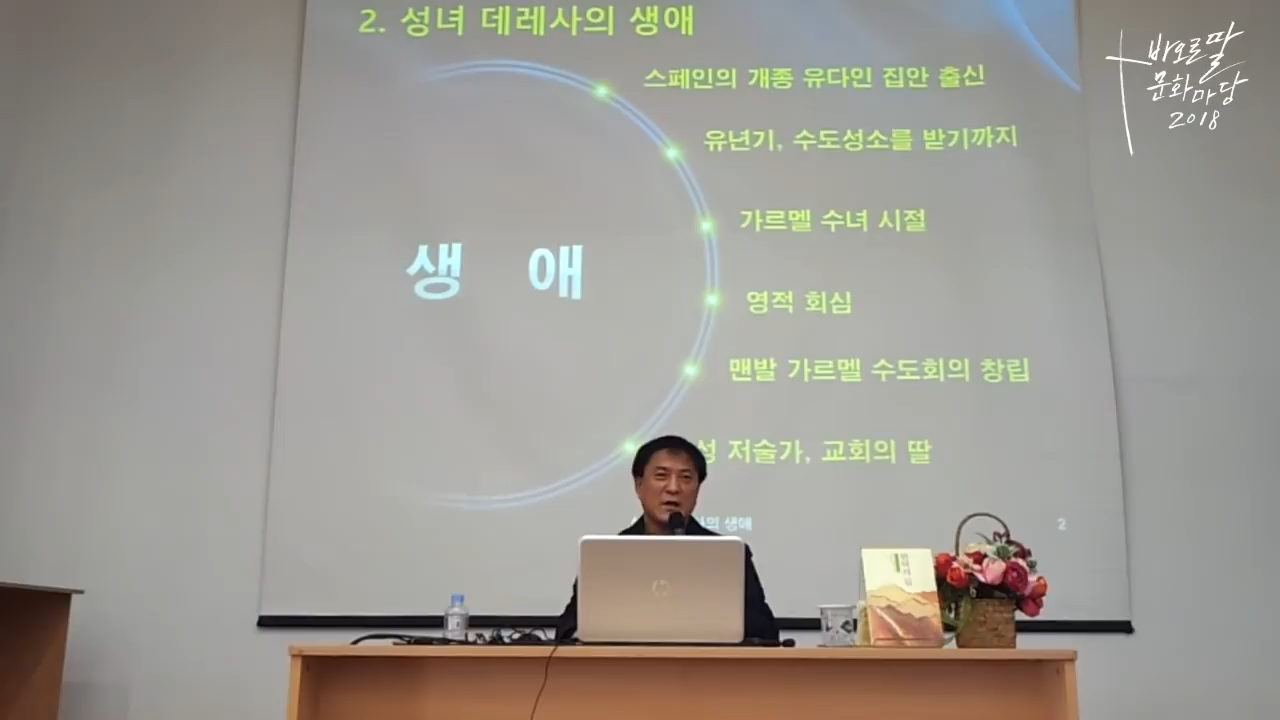 2. 성녀 데레사의 생애
스페인의 개종 유다인 집안 출신
유년기, 수도성소를 받기까지
가르멜 수녀 시절
생 애
영적 회심
맨발 가르멜 수도회의 창립
성 저술가, 교회의 딸
생애
2
바오로딸
문화마당
2018
hp